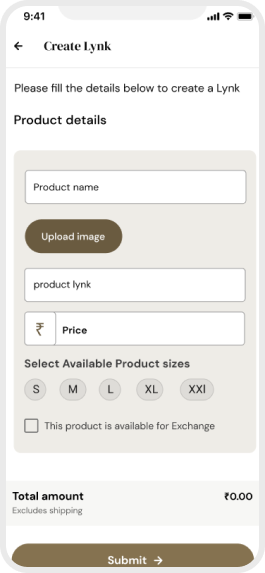 9:41
← Create Lynk
Please fill the details below to create a Lynk
Product details
Product name
Upload image
product lynk
₹ Price
Select Available Product sizes
S M L XL XXl
This product is available for Exchange
Total amount ₹0.00
Excludes shipping
Submit →